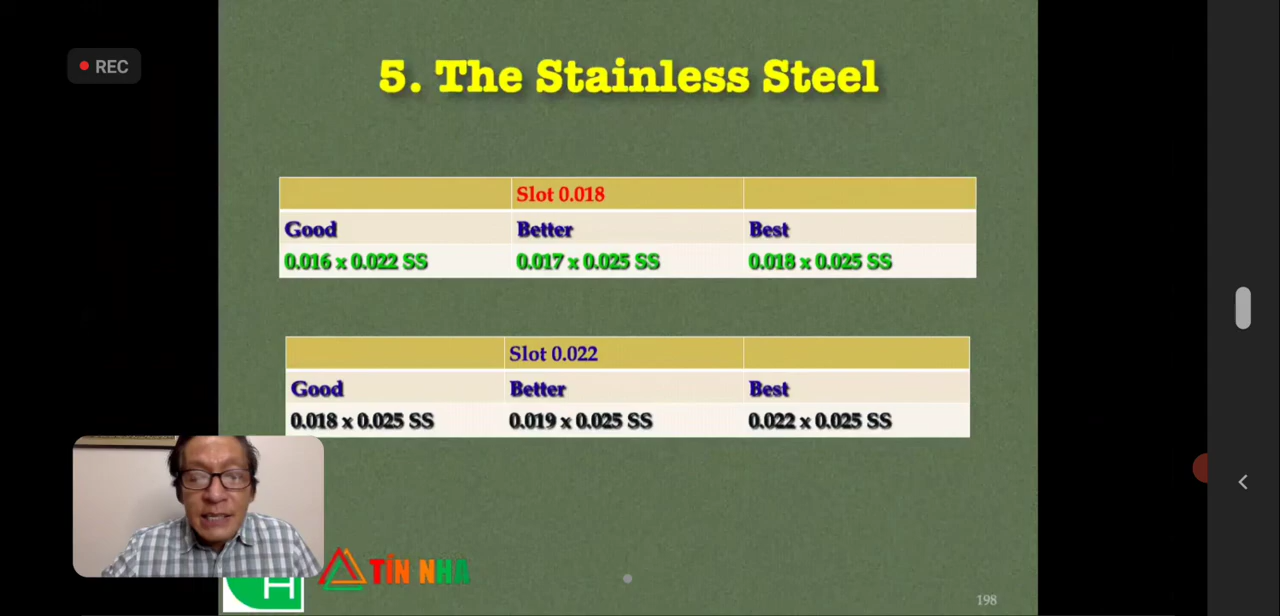 REC
5. The Stainless Steel
Slot 0.018
Good Better Best
0.016 x 0.022 SS 0.017 x 0.025 SS 0.018 x 0.025 SS
Slot 0.022
Good Better Best
0.018 x 0.025 SS 0.019 x 0.025 SS 0.022 x 0.025 SS
H
TÍN NHA
198